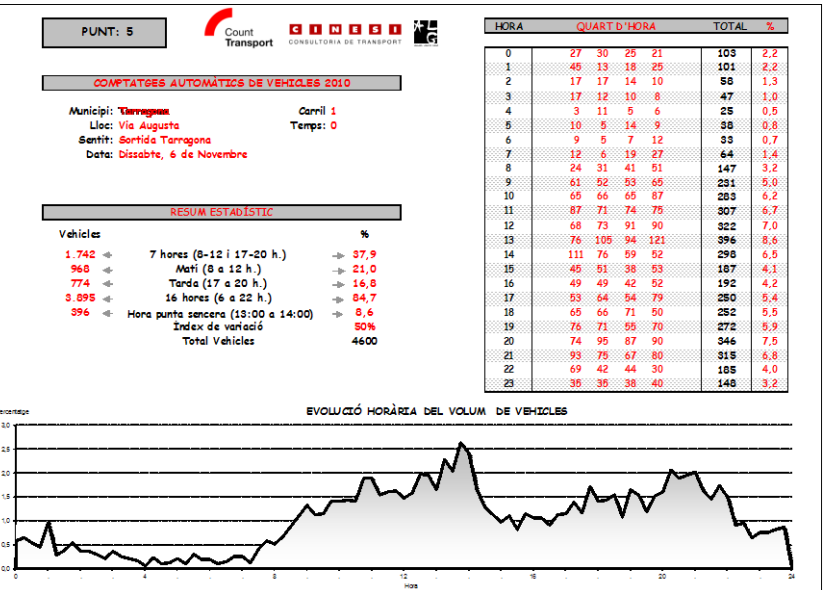 PUNT: 5
Count
Transport
CINESI
CONSULTORIA DE TRANSPORT
COMPTATGES AUTOMÀTICS DE VEHICLES 2010
Municipi: Tarragona Carril 1
Lloc: Via Augusta Temps: 0
Sentit: Sortida Tarragona
Data: Dissabte, 6 de Novembre
RESUM ESTADÍSTIC
Vehicles %
1.742 7 hores (8-12 i 17-20 h.) 37,9
968 Matí (8 a 12 h.) 21,0
774 Tarda (17 a 20 h.) 16,8
3.895 16 hores (6 a 22 h.) 84,7
396 Hora punta sencera (13:00 a 14:00) 8,6
Índex de variació 50%
Total Vehicles 4600
HORA QUART D'HORA TOTAL %
0 27 30 25 21 103 2,2
1 45 13 18 25 101 2,2
2 17 17 14 10 58 1,3
3 17 12 10 8 47 1,0
4 3 11 5 6 25 0,5
5 10 5 14 9 38 0,8
6 9 5 7 12 33 0,7
7 12 6 19 27 64 1,4
8 24 31 41 51 147 3,2
9 61 52 53 65 231 5,0
10 65 66 65 87 283 6,2
11 87 71 74 75 307 6,7
12 68 73 91 90 322 7,0
13 76 105 94 121 396 8,6
14 111 76 59 52 298 6,5
15 45 51 38 53 187 4,1
16 49 49 42 52 192 4,2
17 53 64 54 79 250 5,4
18 65 66 71 50 252 5,5
19 76 71 55 70 272 5,9
20 74 95 87 90 346 7,5
21 93 75 67 80 315 6,8
22 69 42 44 30 185 4,0
23 35 35 38 40 148 3,2
EVOLUCIÓ HORÀRIA DEL VOLUM DE VEHICLES
ercentatge
3,0
2,5
2,0
1,5
1,0
0,5
0,0
0 4 8 12 16 20 24
Hora